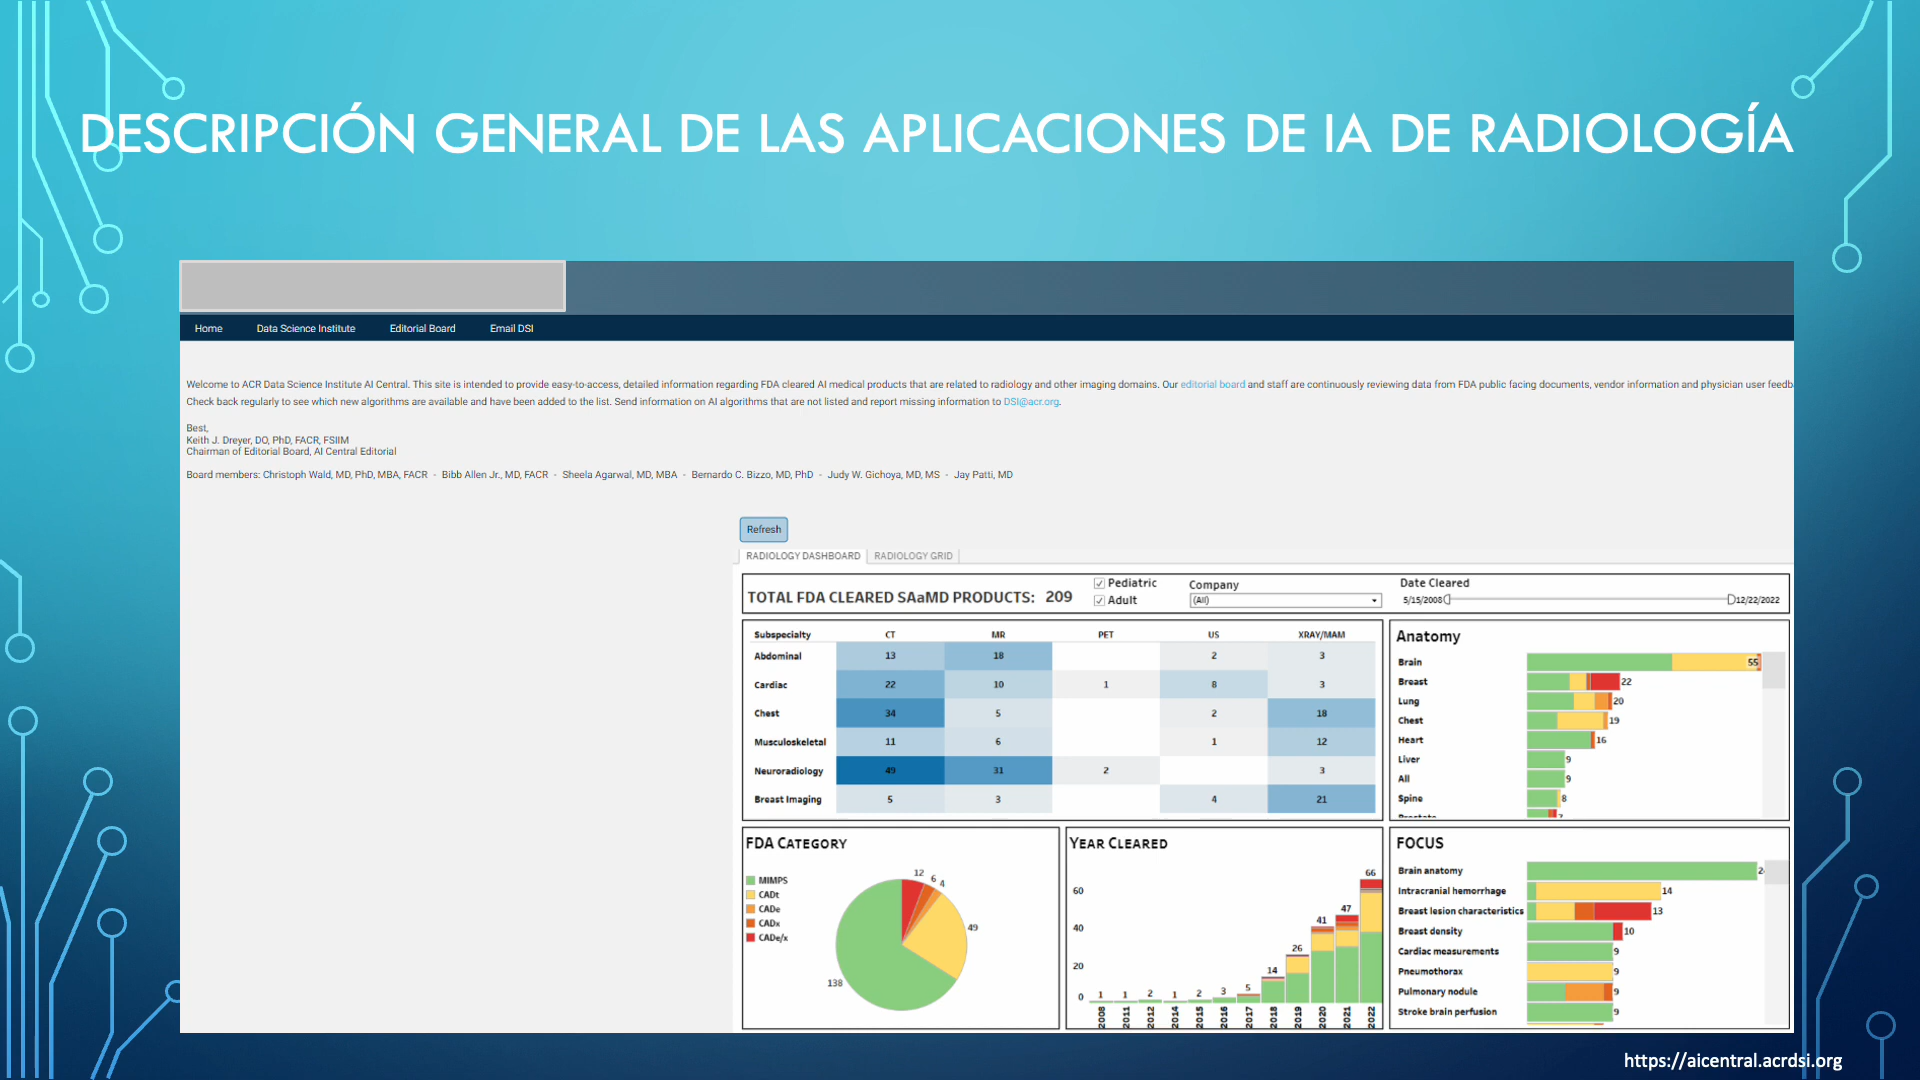 DESCRIPCIÓN GENERAL DE LAS APLICACIONES DE IA DE RADIOLOGÍA
Home Data Science Institute Editorial Board Email DSI
Welcome to ACR Data Science Institute AI Central. This site is intended to provide easy-to-access, detailed information regarding FDA cleared AI medical products that are related to radiology and other imaging domains. Our editorial board and staff are continuously reviewing data from FDA public facing documents, vendor information and physician user feedb
Check back regularly to see which new algorithms are available and have been added to the list. Send information on AI algorithms that are not listed and report missing information to DSI@acr.org.
Best,
Keith J. Dreyer, DO, PhD, FACR, FSIIM
Chairman of Editorial Board, AI Central Editorial
Board members: Christoph Wald, MD, PhD, MBA, FACR - Bibb Allen Jr., MD, FACR - Sheela Agarwal, MD, MBA - Bernardo C. Bizzo, MD, PhD - Judy W. Gichoya, MD, MS - Jay Patti, MD
Refresh
RADIOLOGY DASHBOARD RADIOLOGY GRID
TOTAL FDA CLEARED SAaMD PRODUCTS: 209
Pediatric
Adult
Company
(All)
Date Cleared
5/15/2008 12/22/2022
Subspecialty CT MR PET US XRAY/MAM
Abdominal 13 18 2 3
Cardiac 22 10 1 8 3
Chest 34 5 2 18
Musculoskeletal 11 6 1 12
Neuroradiology 49 31 2 3
Breast Imaging 5 3 4 21
Anatomy
Brain 55
Breast 22
Lung 20
Chest 19
Heart 16
Liver 9
All 9
Spine 8
FDA CATEGORY
MIMPS
CADt
CADe
CADx
CADe/x
12 6 4
49
138
YEAR CLEARED
60
40
20
0
1 1 2 1 2 3 5 14 26 41 47 66
2008 2011 2012 2014 2015 2016 2017 2018 2019 2020 2021 2022
FOCUS
Brain anatomy
Intracranial hemorrhage 14
Breast lesion characteristics 13
Breast density 10
Cardiac measurements 9
Pneumothorax 9
Pulmonary nodule 9
Stroke brain perfusion 9
https://aicentral.acrdsi.org